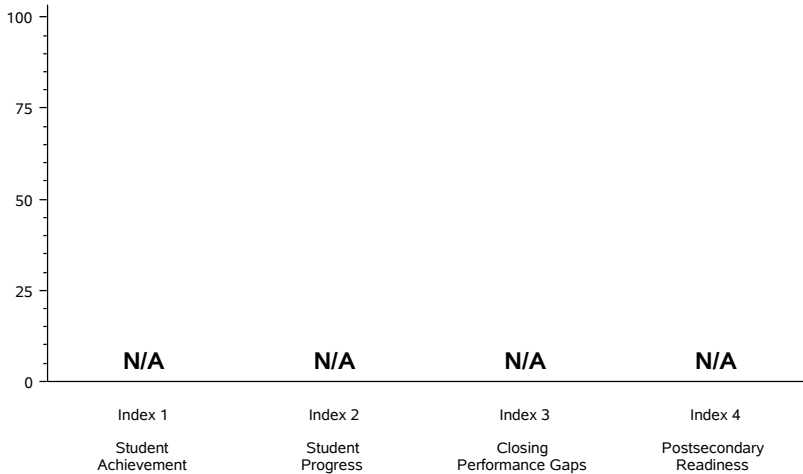 100
75
50
25
0
N/A N/A N/A N/A
Index 1 Index 2 Index 3 Index 4
Student Student Closing Postsecondary
Achievement Progress Performance Gaps Readiness